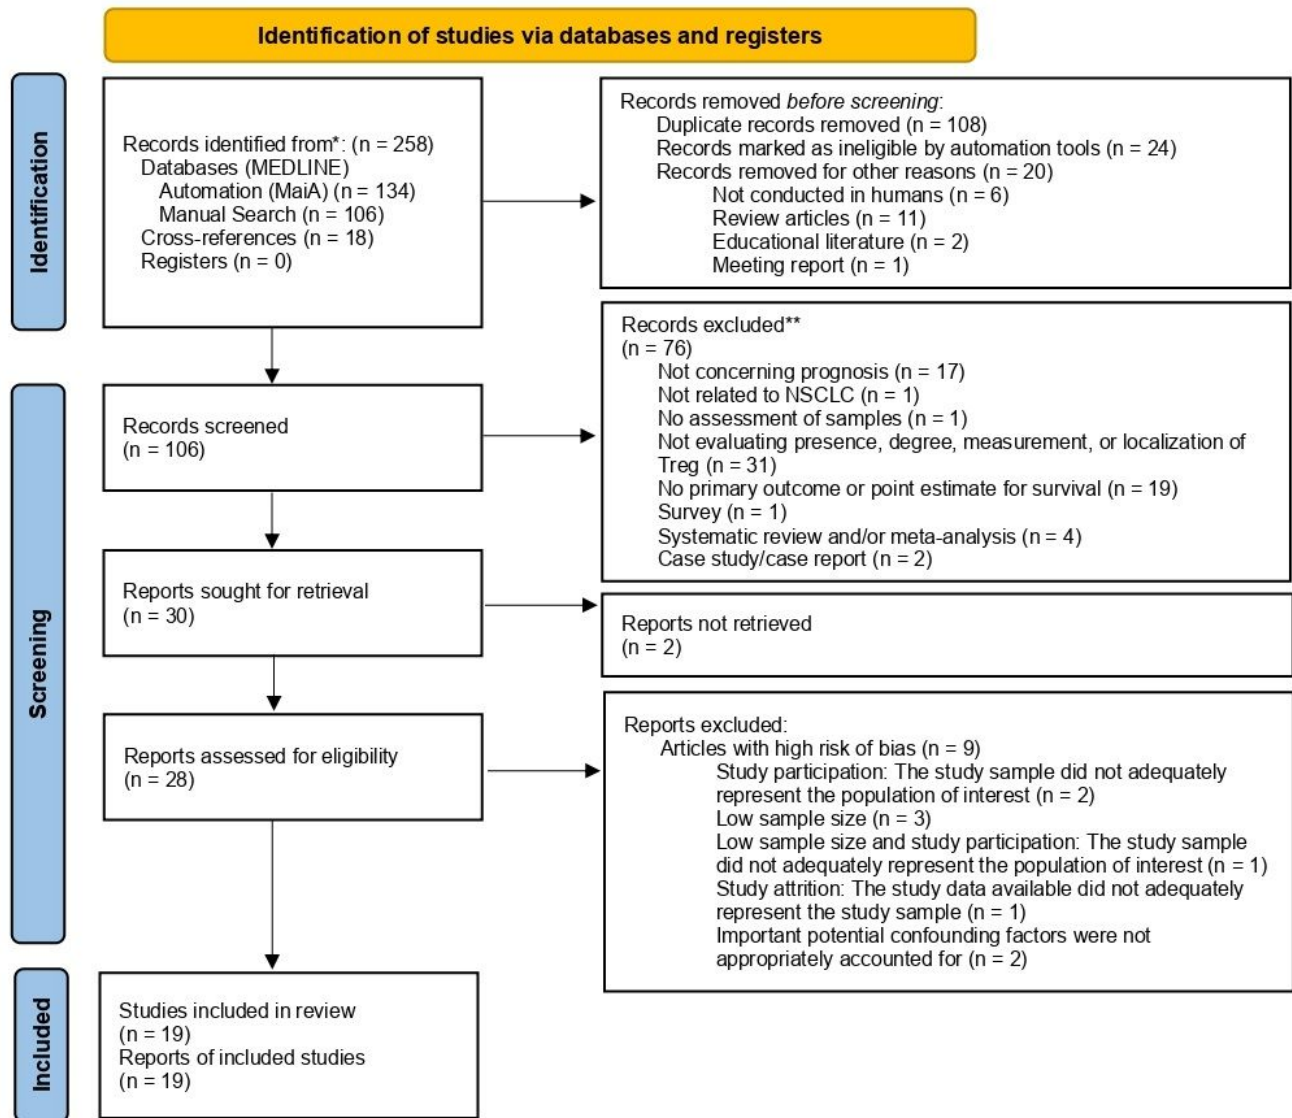 Identification of studies via databases and registers
Identification
Records identified from*: (n = 258)
Databases (MEDLINE)
Automation (MaiA) (n = 134)
Manual Search (n = 106)
Cross-references (n = 18)
Registers (n = 0)
Records removed before screening:
Duplicate records removed (n = 108)
Records marked as ineligible by automation tools (n = 24)
Records removed for other reasons (n = 20)
Not conducted in humans (n = 6)
Review articles (n = 11)
Educational literature (n = 2)
Meeting report (n = 1)
Screening
Records screened
(n = 106)
Records excluded**
(n = 76)
Not concerning prognosis (n = 17)
Not related to NSCLC (n = 1)
No assessment of samples (n = 1)
Not evaluating presence, degree, measurement, or localization of
Treg (n = 31)
No primary outcome or point estimate for survival (n = 19)
Survey (n = 1)
Systematic review and/or meta-analysis (n = 4)
Case study/case report (n = 2)
Reports sought for retrieval
(n = 30)
Reports not retrieved
(n = 2)
Reports assessed for eligibility
(n = 28)
Reports excluded:
Articles with high risk of bias (n = 9)
Study participation: The study sample did not adequately
represent the population of interest (n = 2)
Low sample size (n = 3)
Low sample size and study participation: The study sample
did not adequately represent the population of interest (n = 1)
Study attrition: The study data available did not adequately
represent the study sample (n = 1)
Important potential confounding factors were not
appropriately accounted for (n = 2)
Included
Studies included in review
(n = 19)
Reports of included studies
(n = 19)